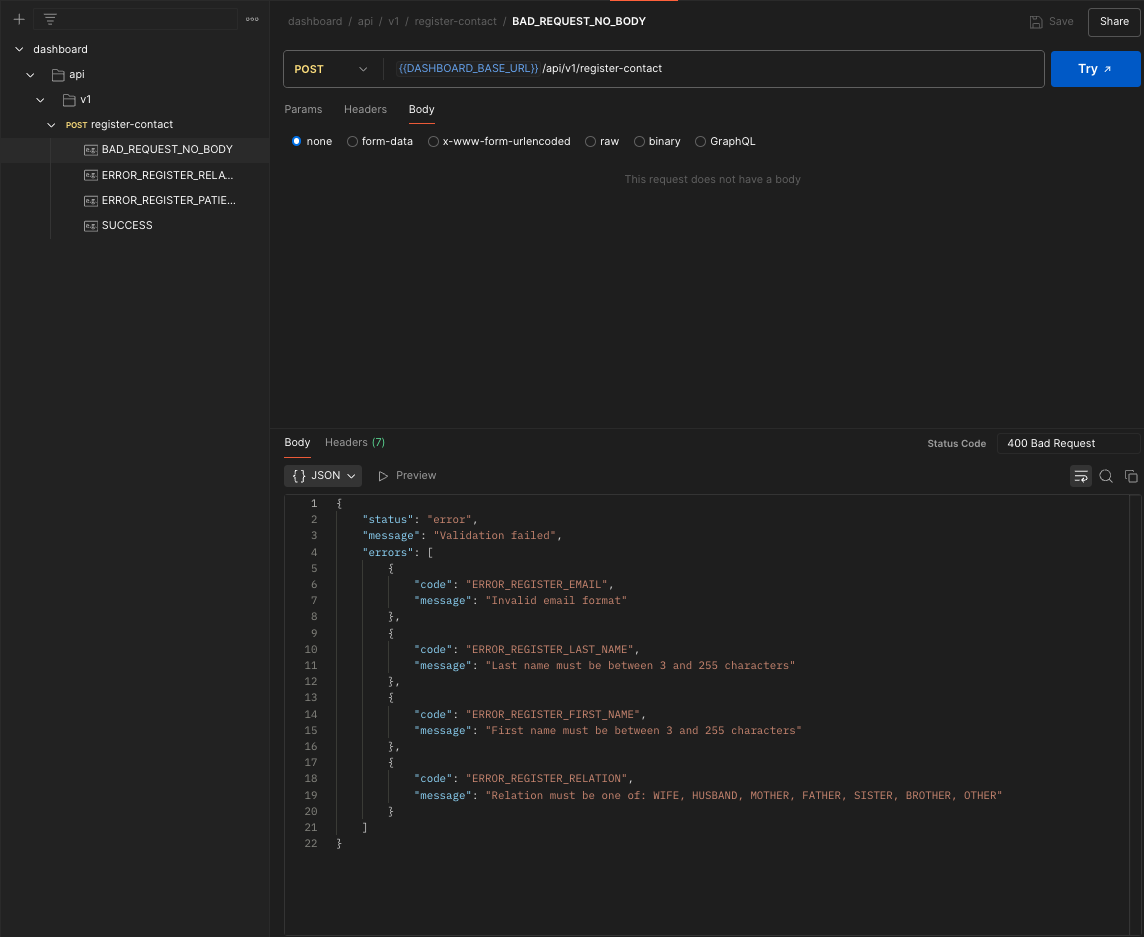 dashboard
api
v1
POST register-contact
BAD_REQUEST_NO_BODY
ERROR_REGISTER_RELA...
ERROR_REGISTER_PATIE...
SUCCESS
dashboard / api / v1 / register-contact / BAD_REQUEST_NO_BODY
Save
Share
POST
{{DASHBOARD_BASE_URL}} /api/v1/register-contact
Try ↗
Params Headers Body
none form-data x-www-form-urlencoded raw binary GraphQL
This request does not have a body
Body Headers (7)
Status Code 400 Bad Request
{} JSON Preview
1 {
2 "status": "error",
3 "message": "Validation failed",
4 "errors": [
5 {
6 "code": "ERROR_REGISTER_EMAIL",
7 "message": "Invalid email format"
8 },
9 {
10 "code": "ERROR_REGISTER_LAST_NAME",
11 "message": "Last name must be between 3 and 255 characters"
12 },
13 {
14 "code": "ERROR_REGISTER_FIRST_NAME",
15 "message": "First name must be between 3 and 255 characters"
16 },
17 {
18 "code": "ERROR_REGISTER_RELATION",
19 "message": "Relation must be one of: WIFE, HUSBAND, MOTHER, FATHER, SISTER, BROTHER, OTHER"
20 }
21 ]
22 }